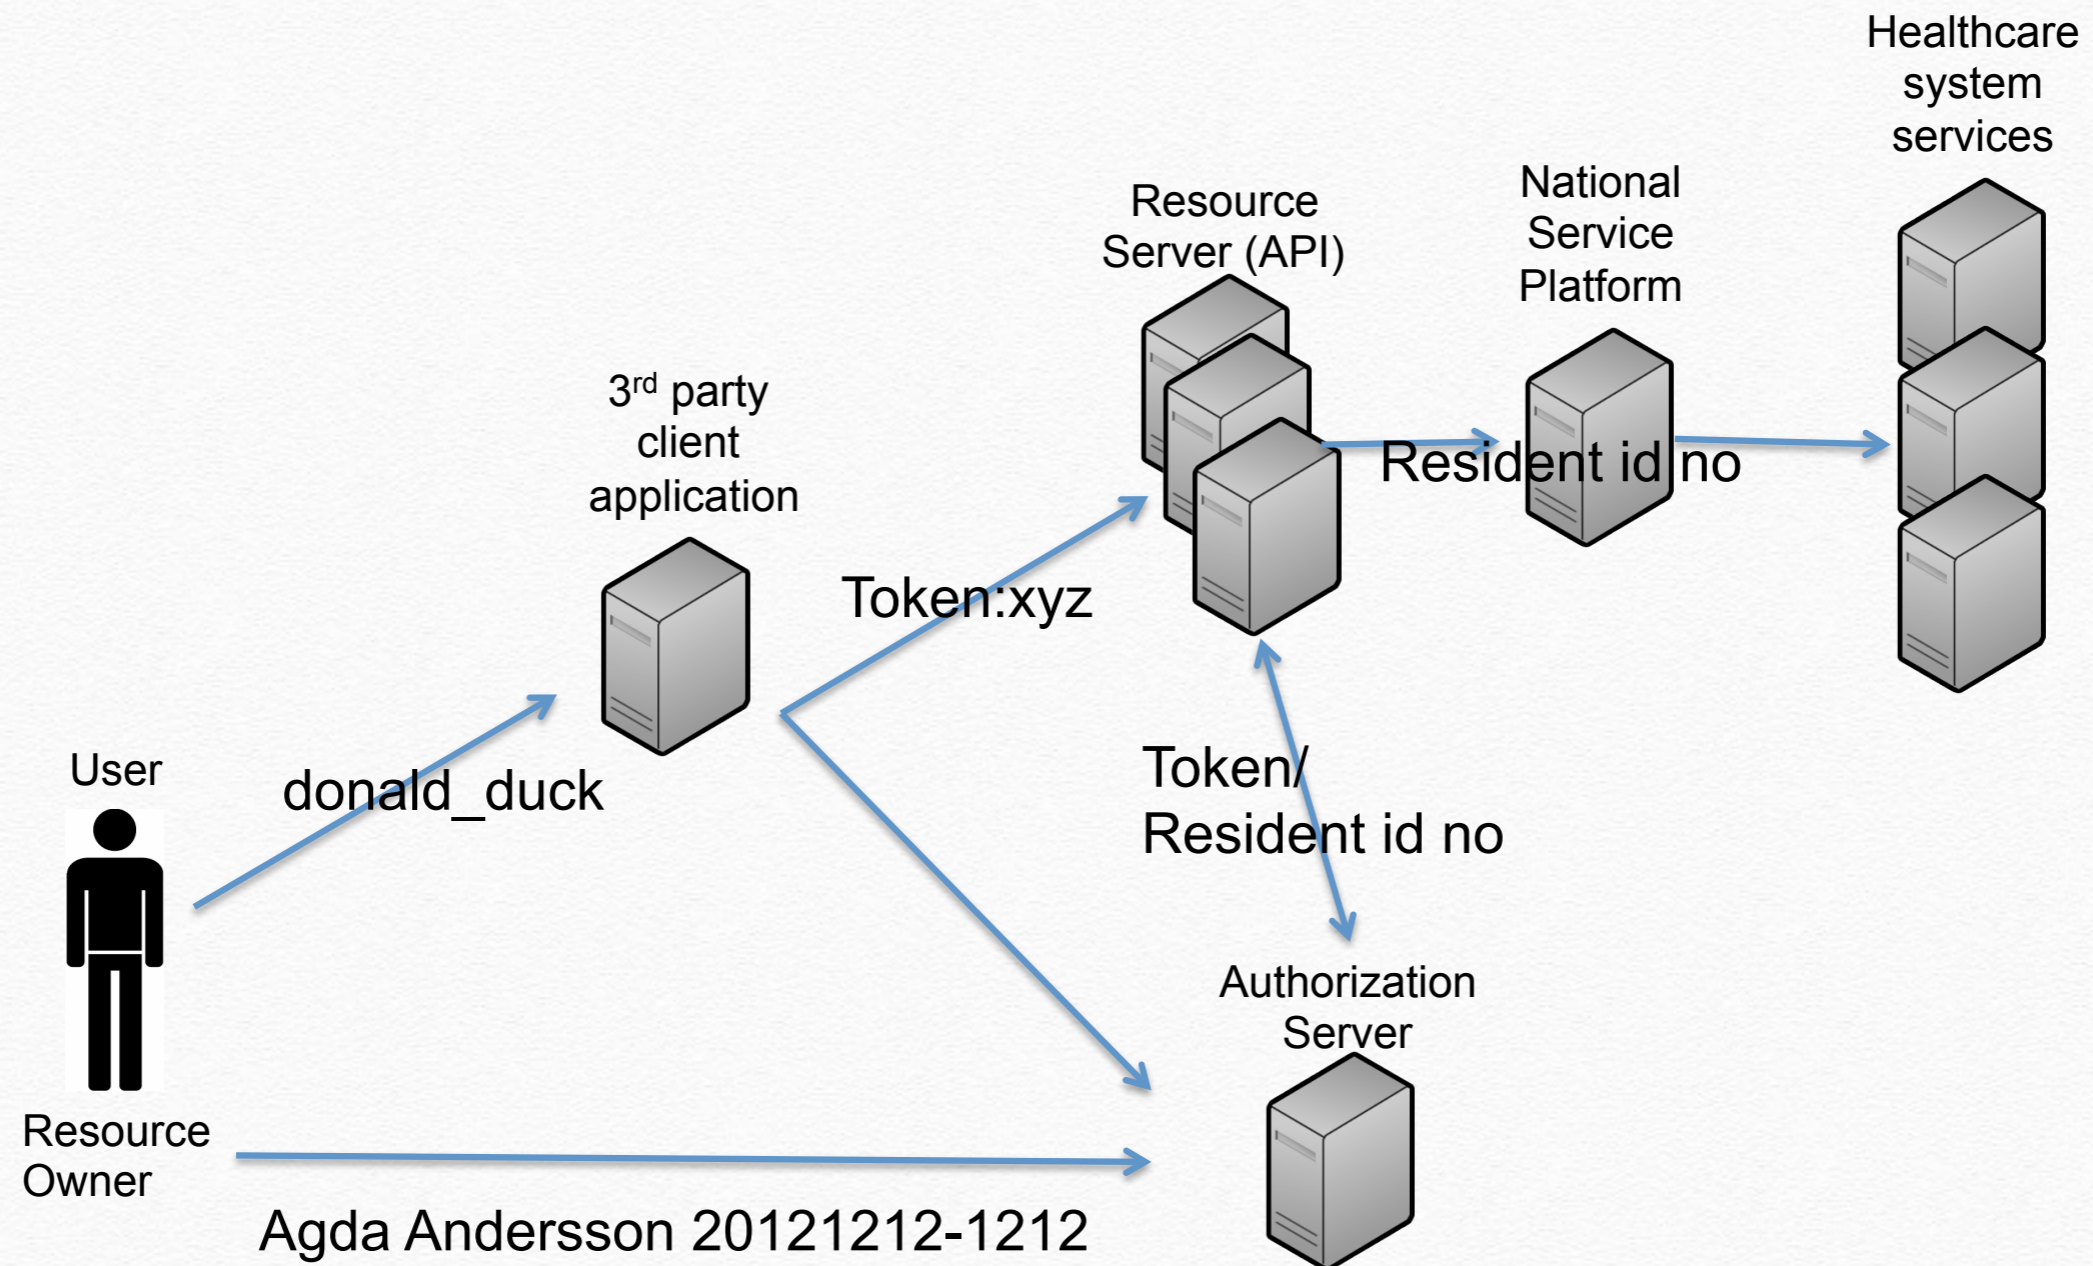 Healthcare
system
services
National
Service
Platform
Resource
Server (API)
Resident id no
3rd party
client
application
Token:xyz
User
donald_duck
Token/
Resident id no
Authorization
Server
Resource
Owner
Agda Andersson 20121212-1212